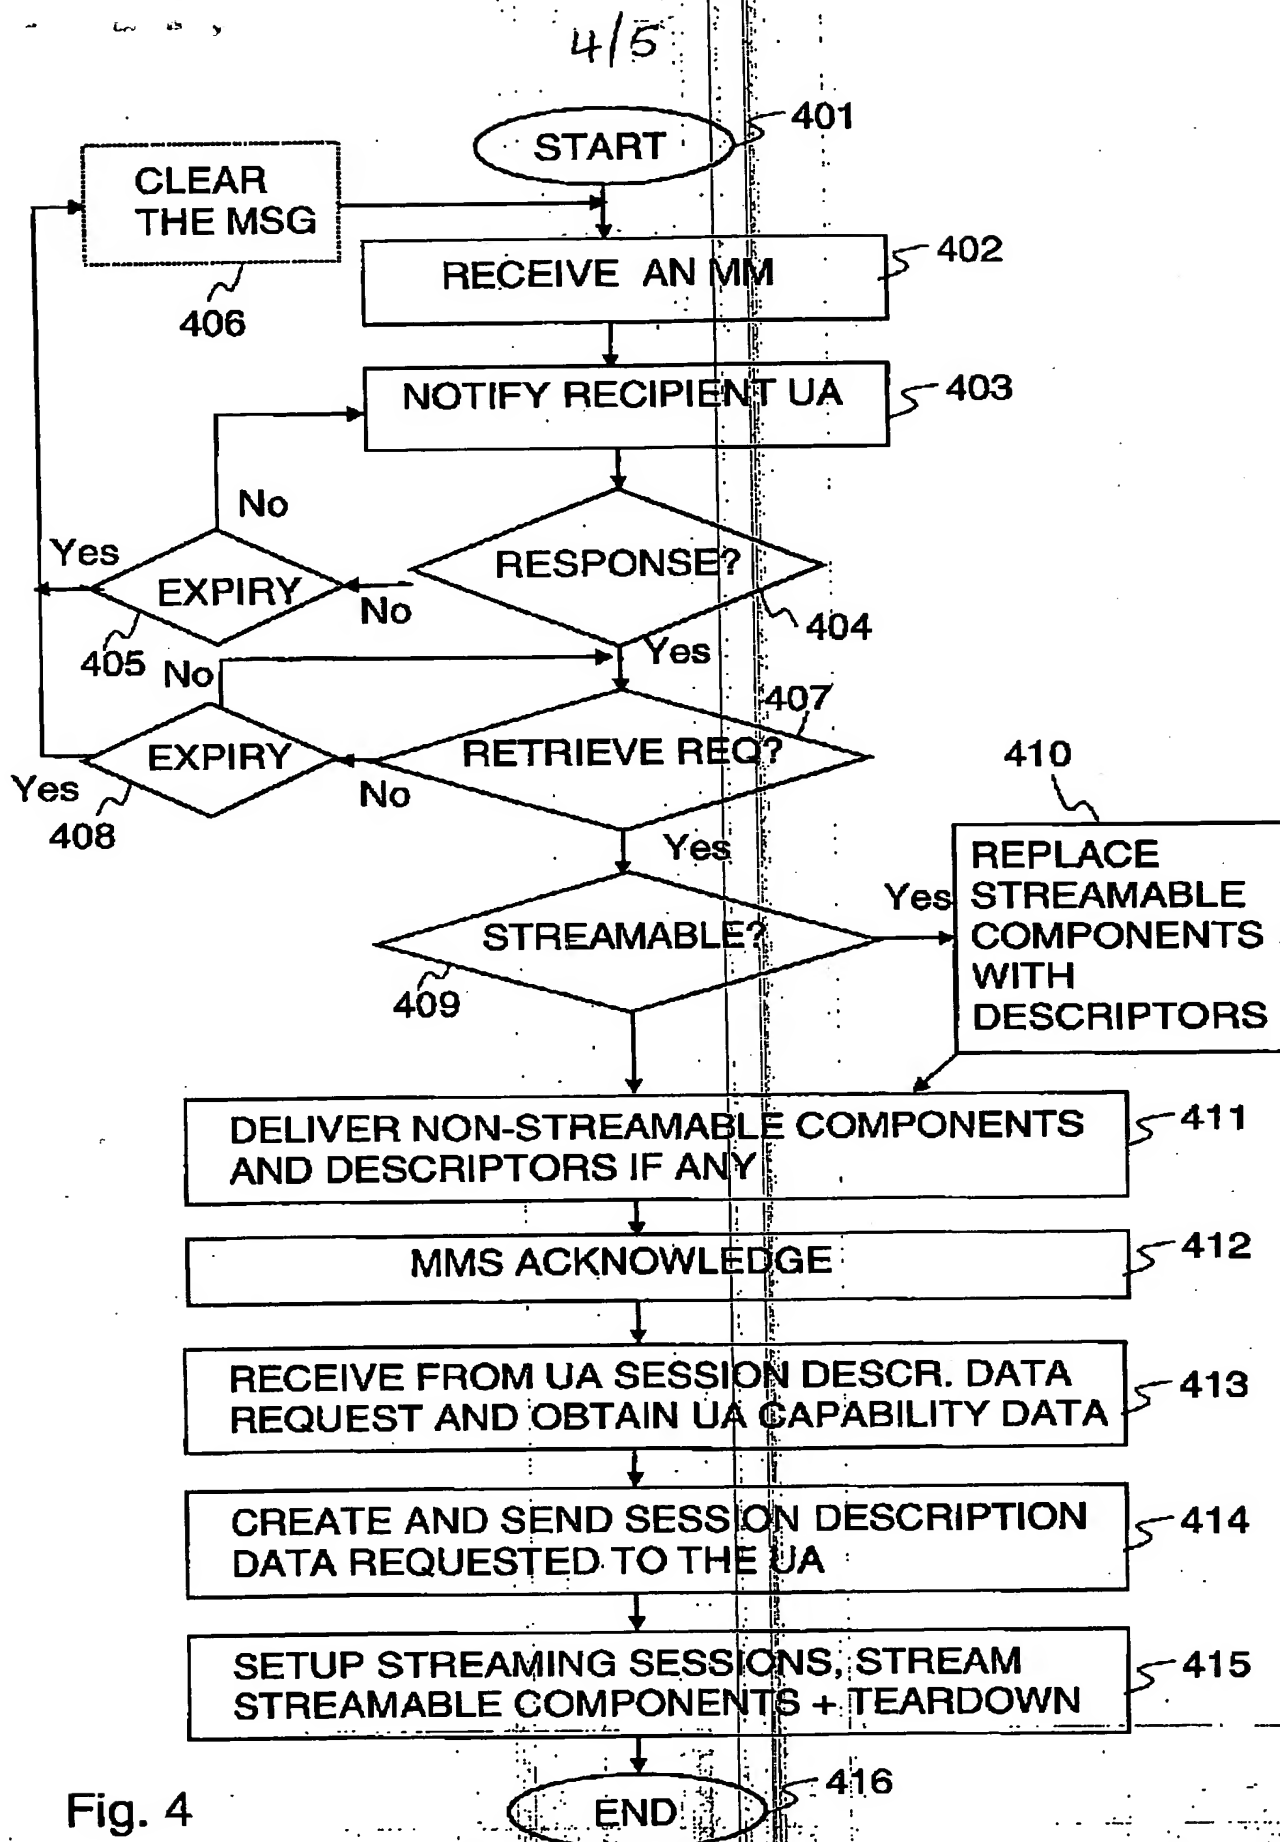 4/5
START
401
CLEAR
THE MSG
406
RECEIVE AN MM
402
NOTIFY RECIPIENT UA
403
No
Yes
EXPIRY
405
No
RESPONSE?
404
Yes
No
407
EXPIRY
Yes
408
No
RETRIEVE REQ?
Yes
410
STREAMABLE?
409
Yes
REPLACE
STREAMABLE
COMPONENTS
WITH
DESCRIPTORS
DELIVER NON-STREAMABLE COMPONENTS
AND DESCRIPTORS IF ANY
411
MMS ACKNOWLEDGE
412
RECEIVE FROM UA SESSION DESCR. DATA
REQUEST AND OBTAIN UA CAPABILITY DATA
413
CREATE AND SEND SESSION DESCRIPTION
DATA REQUESTED TO THE UA
414
SETUP STREAMING SESSIONS, STREAM
STREAMABLE COMPONENTS + TEARDOWN
415
END
416
Fig. 4